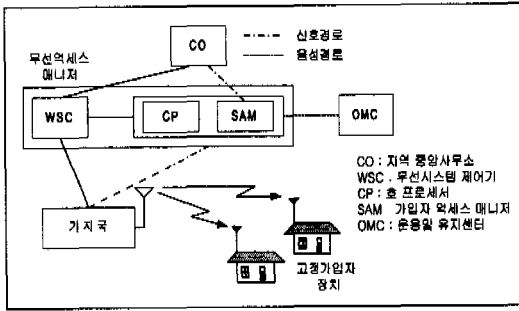 CO
신호경로
음성경로
무선억세스
매니저
WSC
CP
SAM
OMC
CO : 지역 중앙사무소
WSC . 무선시스템 제어기
CP : 호 프로세서
SAM 가입자 억세스 매니저
OMC : 운용및 유지센터
기지국
고정가입자
장치